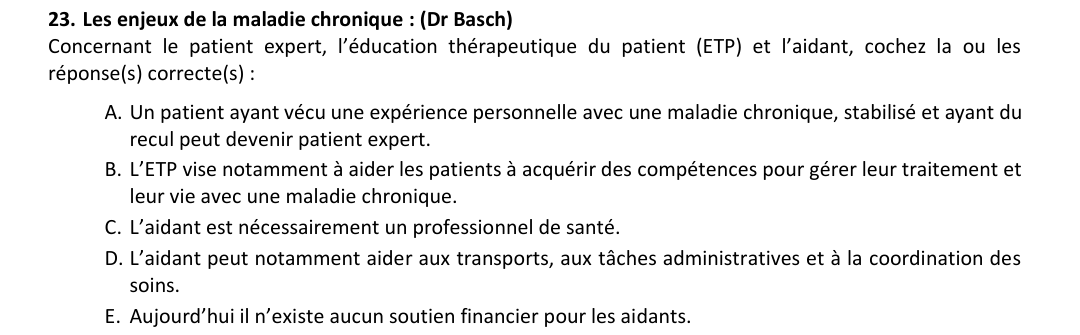 23. Les enjeux de la maladie chronique : (Dr Basch)
Concernant le patient expert, l’éducation thérapeutique du patient (ETP) et l’aidant, cochez la ou les
réponse(s) correcte(s) :
A. Un patient ayant vécu une expérience personnelle avec une maladie chronique, stabilisé et ayant du
recul peut devenir patient expert.
B. L’ETP vise notamment à aider les patients à acquérir des compétences pour gérer leur traitement et
leur vie avec une maladie chronique.
C. L’aidant est nécessairement un professionnel de santé.
D. L’aidant peut notamment aider aux transports, aux tâches administratives et à la coordination des
soins.
E. Aujourd’hui il n’existe aucun soutien financier pour les aidants.